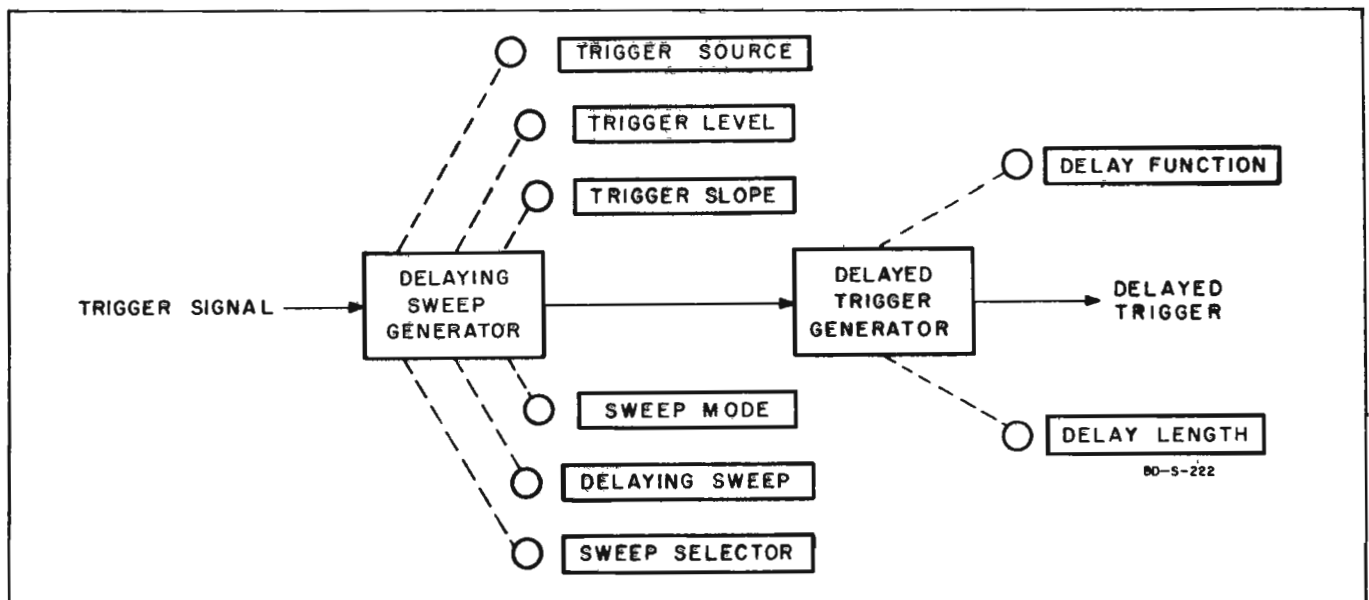 TRIGGER SOURCE
TRIGGER LEVEL
TRIGGER SLOPE
DELAY FUNCTION
TRIGGER SIGNAL
DELAYING
SWEEP
GENERATOR
DELAYED
TRIGGER
GENERATOR
DELAYED
TRIGGER
SWEEP MODE
DELAYING SWEEP
SWEEP SELECTOR
DELAY LENGTH
BD-S-222